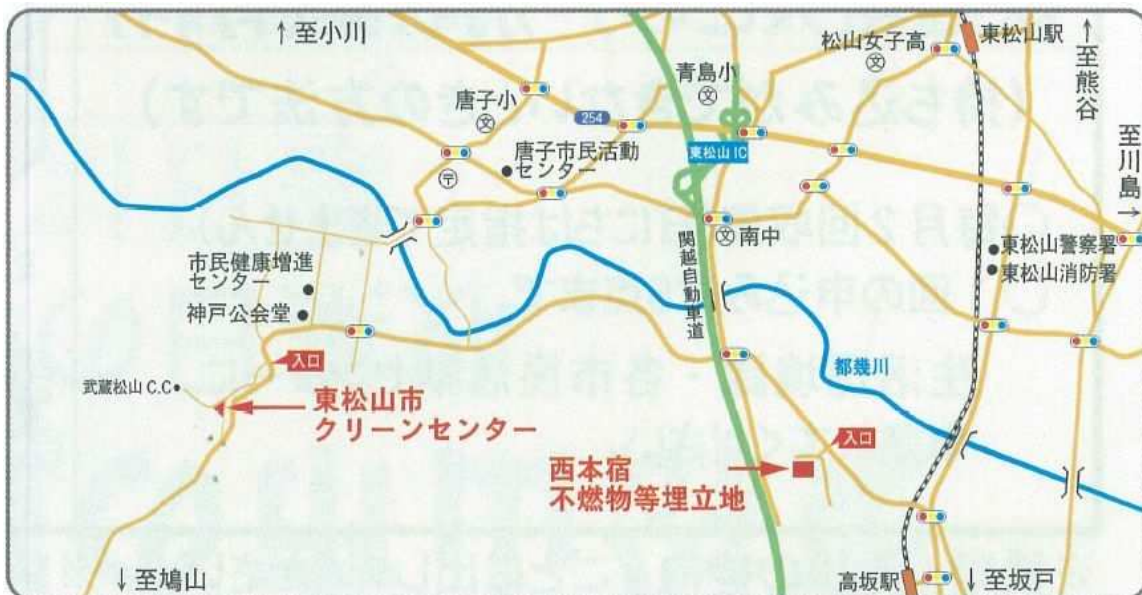 ↑至小川
松山女子高
文
東松山駅
↑至熊谷
青島小
文
唐子小
文
254
至川島→
東松山IC
唐子市民活動
センター
〒
文南中
関越自動車道
東松山警察署
東松山消防署
市民健康増進
センター
神戸公会堂
入口
都幾川
武蔵松山C.C
東松山市
クリーンセンター
入口
西本宿
不燃物等埋立地
↓至鳩山
高坂駅
↓至坂戸